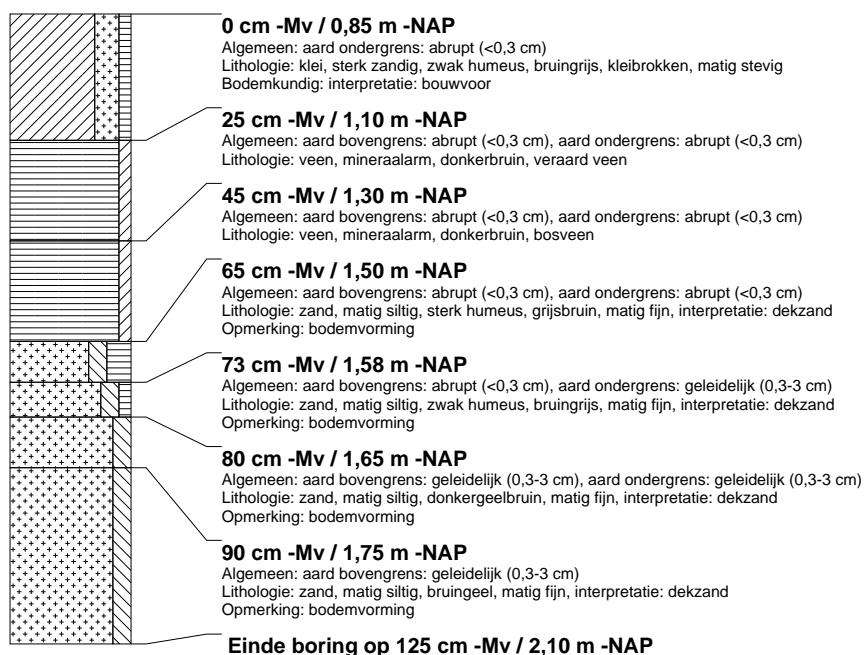 0 cm -Mv / 0,85 m -NAP
Algemeen: aard ondergrens: abrupt (<0,3 cm)
Lithologie: klei, sterk zandig, zwak humeus, bruingrijs, kleibrokken, matig stevig
Bodemkundig: interpretatie: bouwvoor
25 cm -Mv / 1,10 m -NAP
Algemeen: aard bovengrens: abrupt (<0,3 cm), aard ondergrens: abrupt (<0,3 cm)
Lithologie: veen, mineraalarm, donkerbruin, veraard veen
45 cm -Mv / 1,30 m -NAP
Algemeen: aard bovengrens: abrupt (<0,3 cm), aard ondergrens: abrupt (<0,3 cm)
Lithologie: veen, mineraalarm, donkerbruin, bosveen
65 cm -Mv / 1,50 m -NAP
Algemeen: aard bovengrens: abrupt (<0,3 cm), aard ondergrens: abrupt (<0,3 cm)
Lithologie: zand, matig siltig, sterk humeus, grijsbruin, matig fijn, interpretatie: dekzand
Opmerking: bodemvorming
73 cm -Mv / 1,58 m -NAP
Algemeen: aard bovengrens: abrupt (<0,3 cm), aard ondergrens: geleidelijk (0,3-3 cm)
Lithologie: zand, matig siltig, zwak humeus, bruingrijs, matig fijn, interpretatie: dekzand
Opmerking: bodemvorming
80 cm -Mv / 1,65 m -NAP
Algemeen: aard bovengrens: geleidelijk (0,3-3 cm), aard ondergrens: geleidelijk (0,3-3 cm)
Lithologie: zand, matig siltig, donkergeelbruin, matig fijn, interpretatie: dekzand
Opmerking: bodemvorming
90 cm -Mv / 1,75 m -NAP
Algemeen: aard bovengrens: geleidelijk (0,3-3 cm)
Lithologie: zand, matig siltig, bruingeel, matig fijn, interpretatie: dekzand
Opmerking: bodemvorming
Einde boring op 125 cm -Mv / 2,10 m -NAP